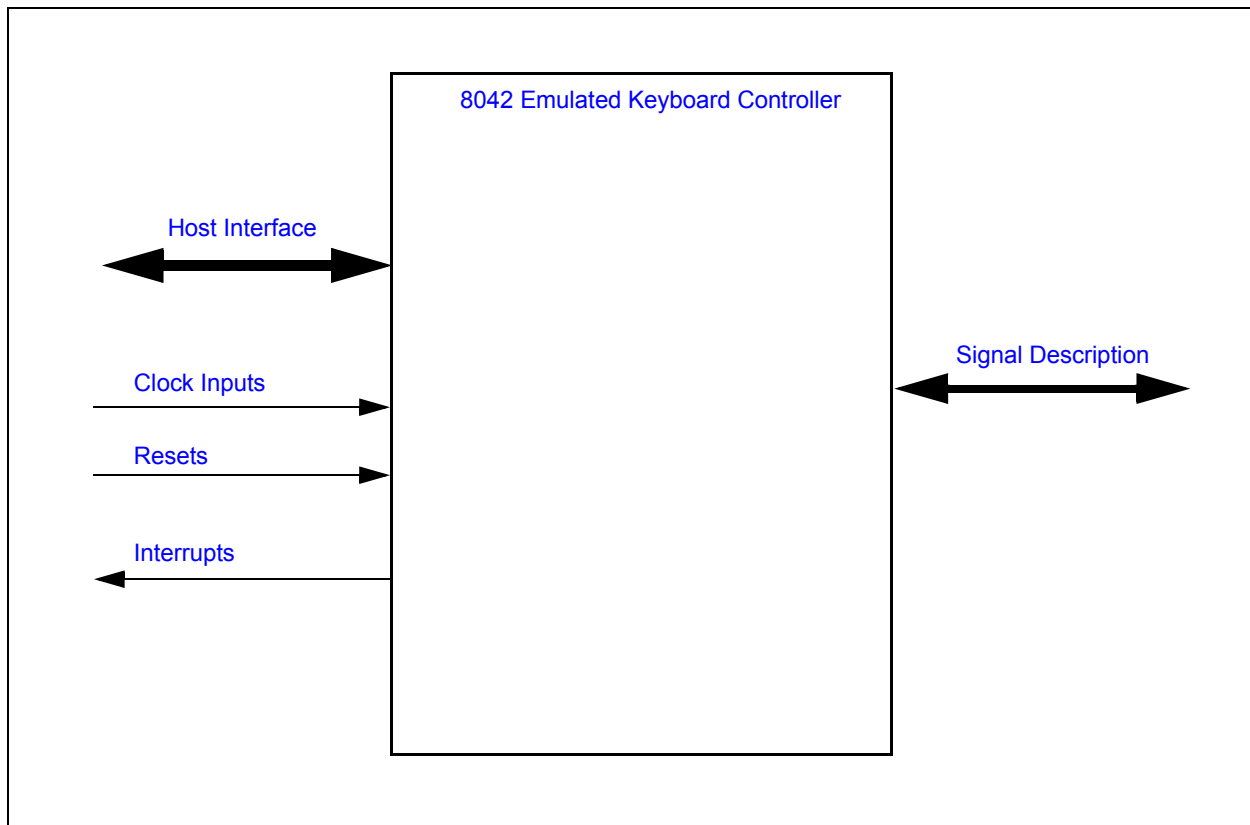 8042 Emulated Keyboard Controller
Host Interface
Signal Description
Clock Inputs
Resets
Interrupts